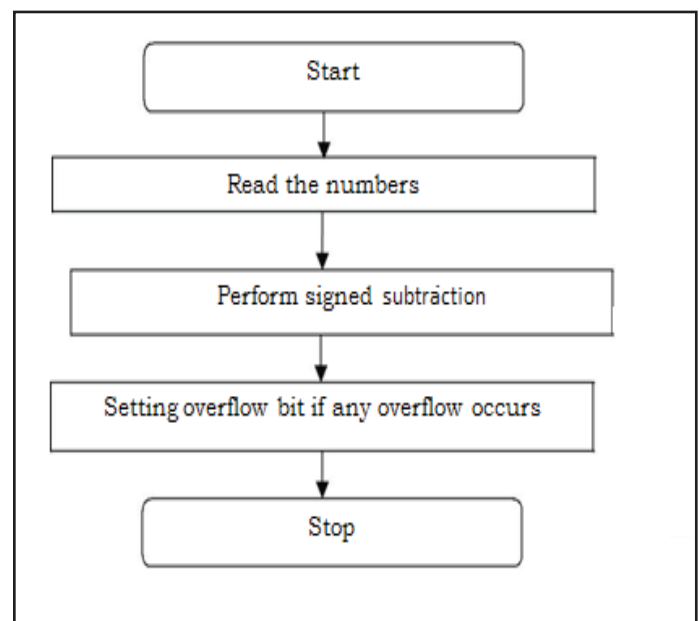 Start
Read the numbers
Perform signed subtraction
Setting overflow bit if any overflow occurs
Stop